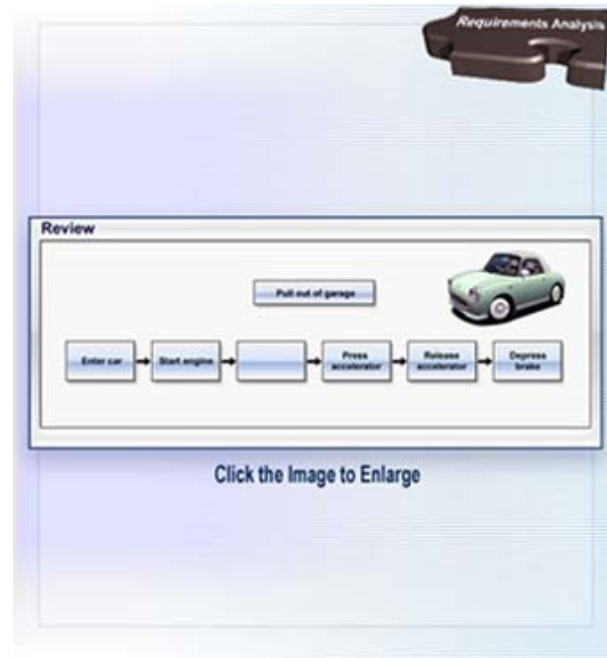 Requirements Analysis
Review
Pull out of garage
Enter car
Start engine
Press
accelerator
Release
accelerator
Depress
brake
Click the Image to Enlarge